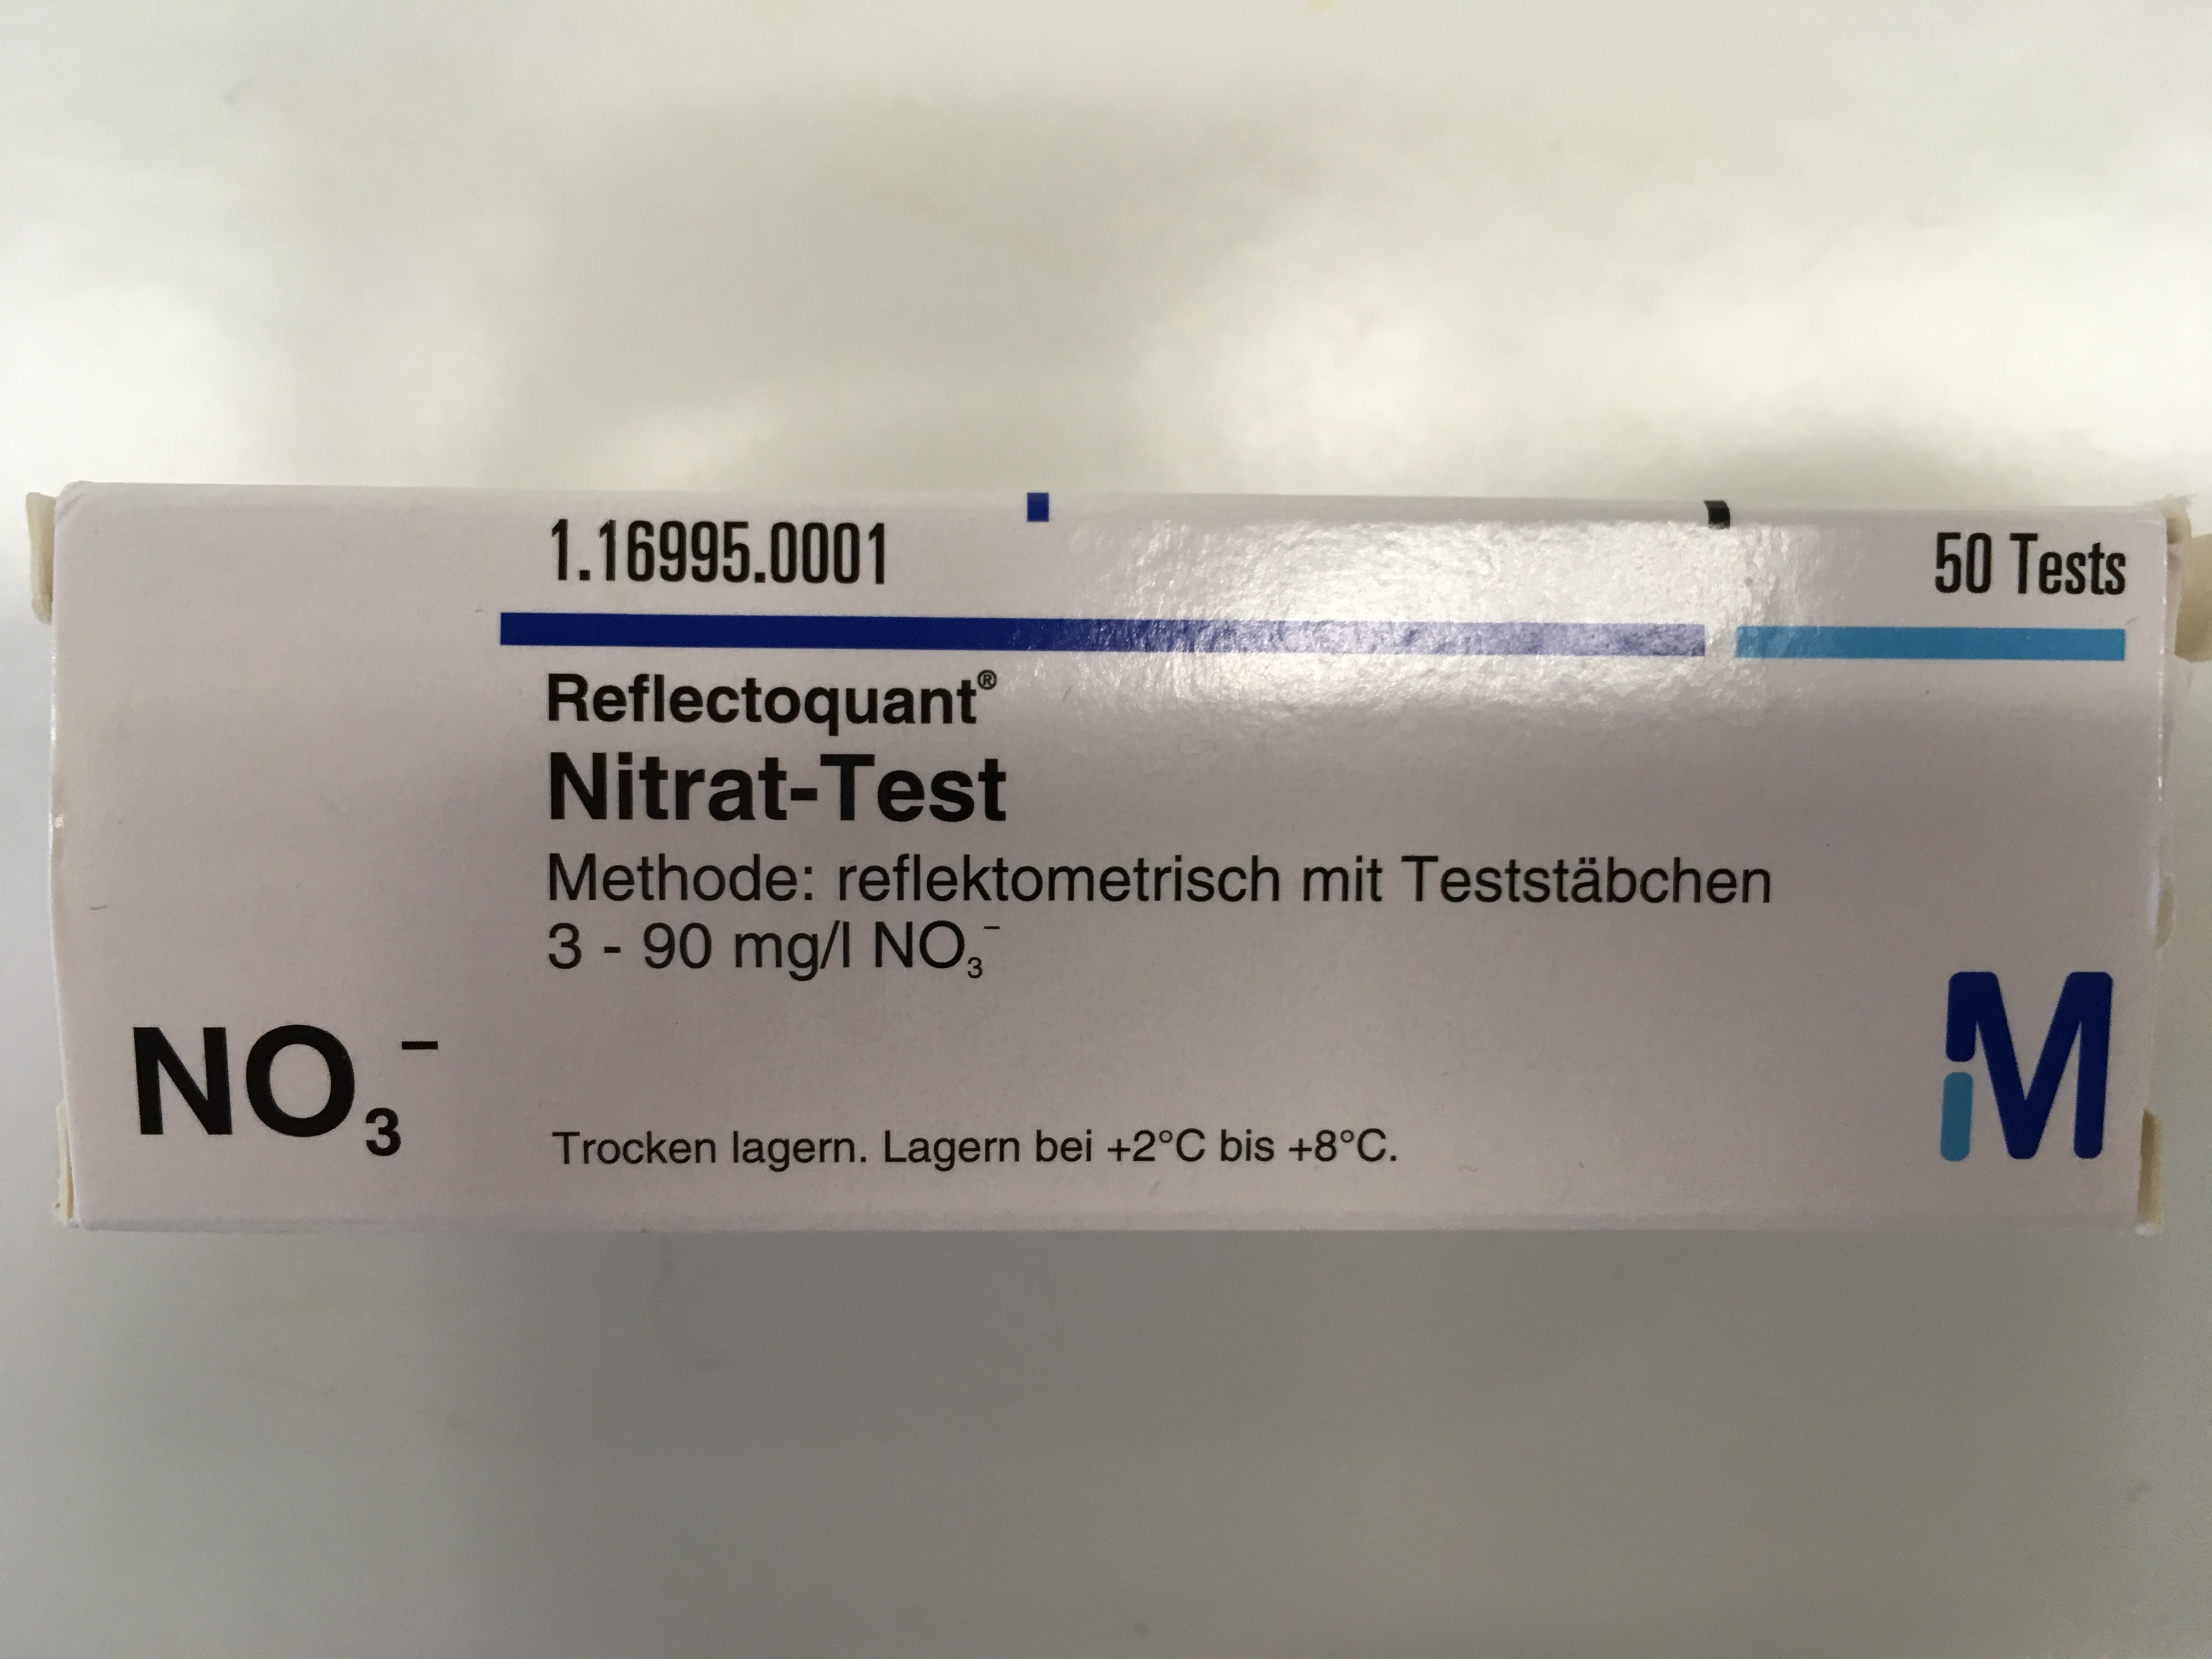 1.16995.0001
50 Tests
Reflectoquant®
Nitrat-Test
Methode: reflektometrisch mit Teststäbchen
3 - 90 mg/l NO₃⁻
NO₃⁻
Trocken lagern. Lagern bei +2°C bis +8°C.
M